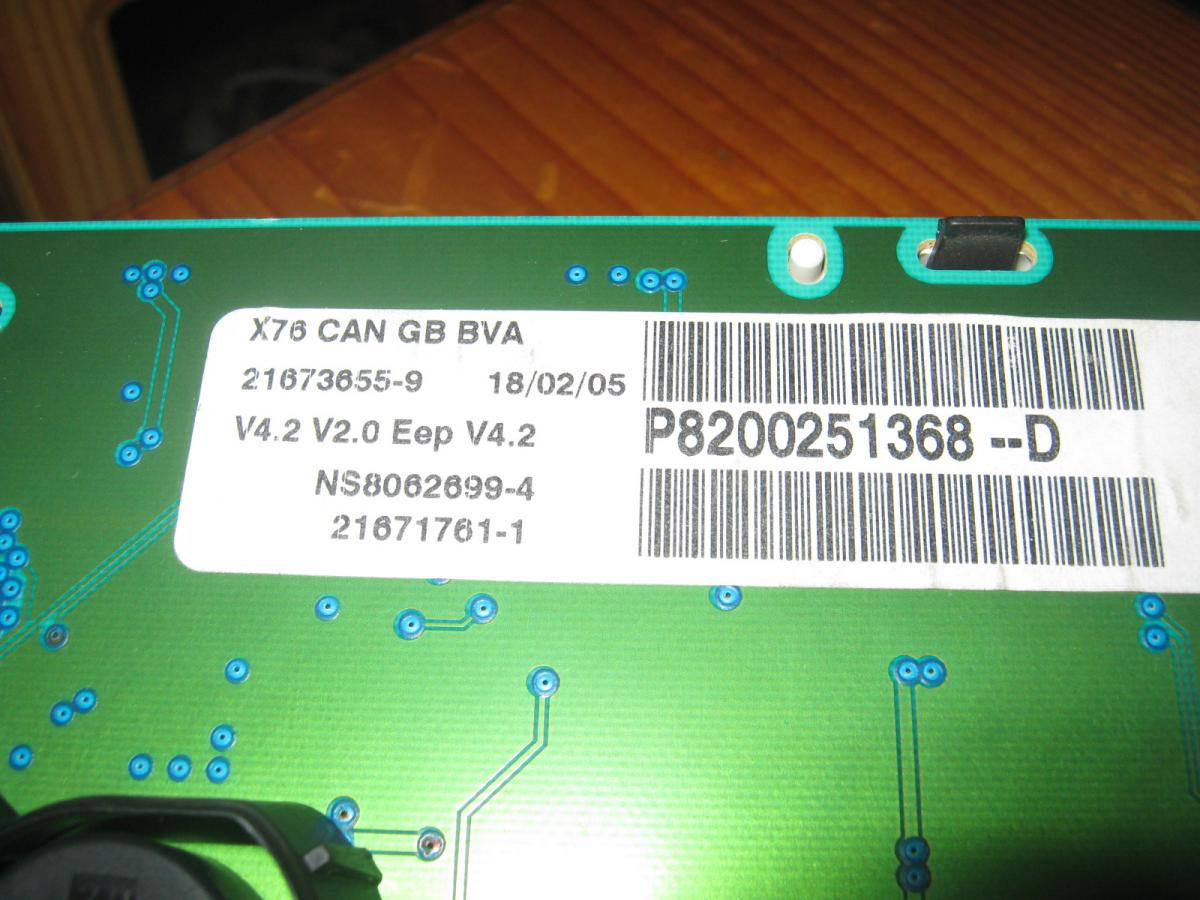 X76 CAN GB BVA
21673655-9 18/02/05
V4.2 V2.0 Eep V4.2
NS8062699-4
21671761-1
P8200251368 --D